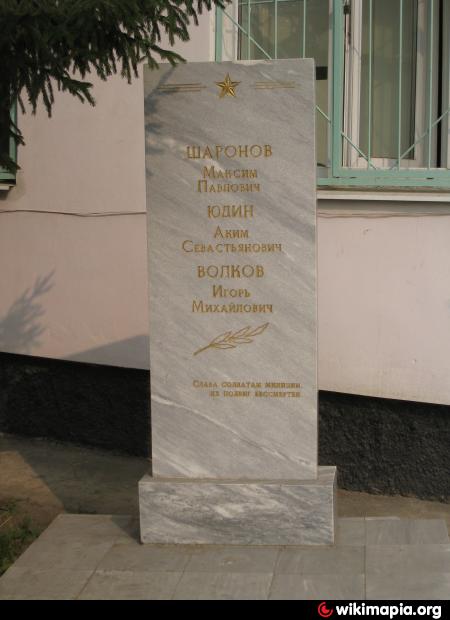 ШАРОНОВ
МАКСИМ
ПАВЛОВИЧ
ЮДИН
АКИМ
СЕВАСТЬЯНОВИЧ
ВОЛКОВ
ИГОРЬ
МИХАЙЛОВИЧ
СЛАВА СОЛДАТАМ МИЛИЦИИ,
ИХ ПОДВИГ БЕССМЕРТЕН
wikimapia.org